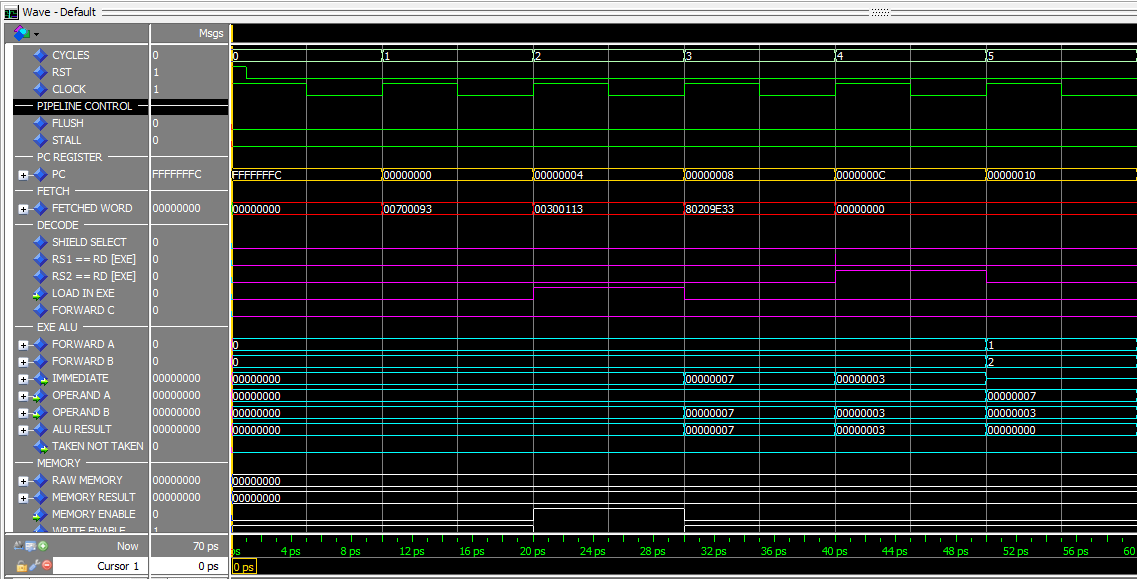 Wave - Default
Msgs
CYCLES 0 0 1 2 3 4 5
RST 1
CLOCK 1
PIPELINE CONTROL
FLUSH 0
STALL 0
PC REGISTER
PC FFFFFFFC FFFFFFFC 00000000 00000004 00000008 0000000C 00000010
FETCH
FETCHED WORD 00000000 00000000 00700093 00300113 80209E33 00000000
DECODE
SHIELD SELECT 0
RS1 == RD [EXE] 0
RS2 == RD [EXE] 0
LOAD IN EXE 0
FORWARD C 0
EXE ALU
FORWARD A 0 0 1
FORWARD B 0 0 2
IMMEDIATE 00000000 00000000 00000007 00000003
OPERAND A 00000000 00000000 00000007
OPERAND B 00000000 00000000 00000007 00000003 00000003
ALU RESULT 00000000 00000000 00000007 00000003 00000000
TAKEN NOT TAKEN 0
MEMORY
RAW MEMORY 00000000 00000000
MEMORY RESULT 00000000 00000000
MEMORY ENABLE 0
WRITE ENABLE 1
Now 70 ps ps 4 ps 8 ps 12 ps 16 ps 20 ps 24 ps 28 ps 32 ps 36 ps 40 ps 44 ps 48 ps 52 ps 56 ps 60
Cursor 1 0 ps 0 ps